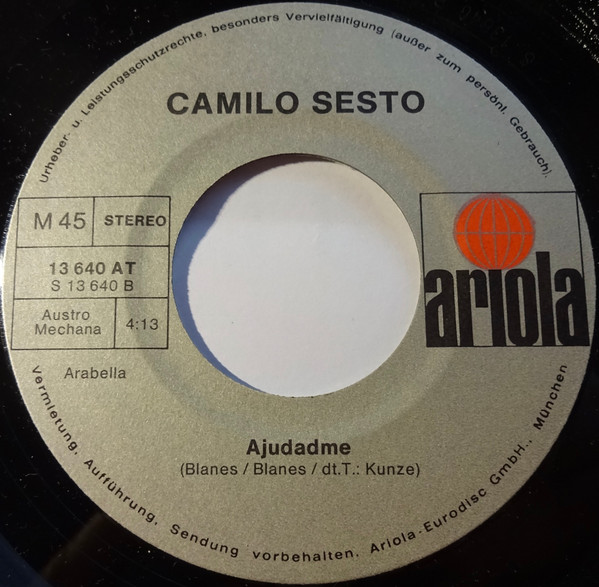 Urheber- u. Leistungsschutzrechte, besonders Vervielfältigung (außer zum persönl. Gebrauch).
CAMILO SESTO
M 45 STEREO
13 640 AT
S 13 640 B
Austro
Mechana
4:13
ariola
Arabella
Ajudadme
(Blanes / Blanes / dt.T.: Kunze)
Vermietung, Aufführung, Sendung vorbehalten. Ariola-Eurodisc GmbH., München